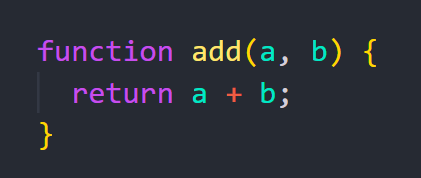 function add(a, b) {
  return a + b;
}